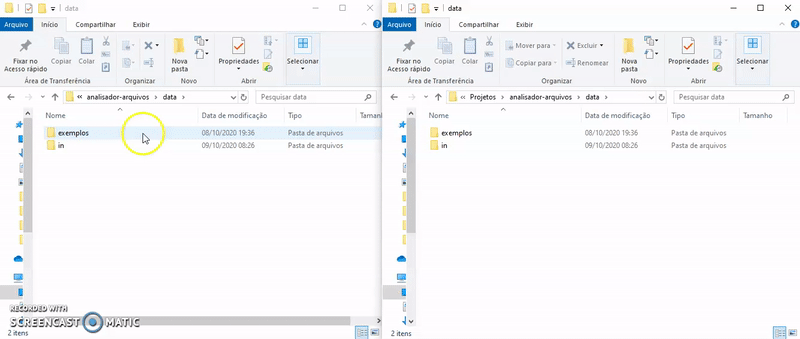 data
Arquivo Início Compartilhar Exibir
Fixar no Acesso rápido
Copiar
Colar
Nova pasta
Propriedades
Selecionar
Área de Transferência
Organizar
Novo
Abrir
« analisador-arquivos > data >
Pesquisar data
Nome Data de modificação Tipo Tamanho
exemplos 08/10/2020 19:36 Pasta de arquivos
in 09/10/2020 08:26 Pasta de arquivos
RECORDED WITH
SCREENCAST MATIC
2 itens
data
Arquivo Início Compartilhar Exibir
Fixar no Acesso rápido
Copiar
Colar
Mover para
Copiar para
Excluir
Renomear
Nova pasta
Propriedades
Selecionar
Área de Transferência
Organizar
Novo
Abrir
« Projetos > analisador-arquivos > data >
Pesquisar data
Nome Data de modificação Tipo Tamanho
exemplos 08/10/2020 19:36 Pasta de arquivos
in 09/10/2020 08:26 Pasta de arquivos
2 itens